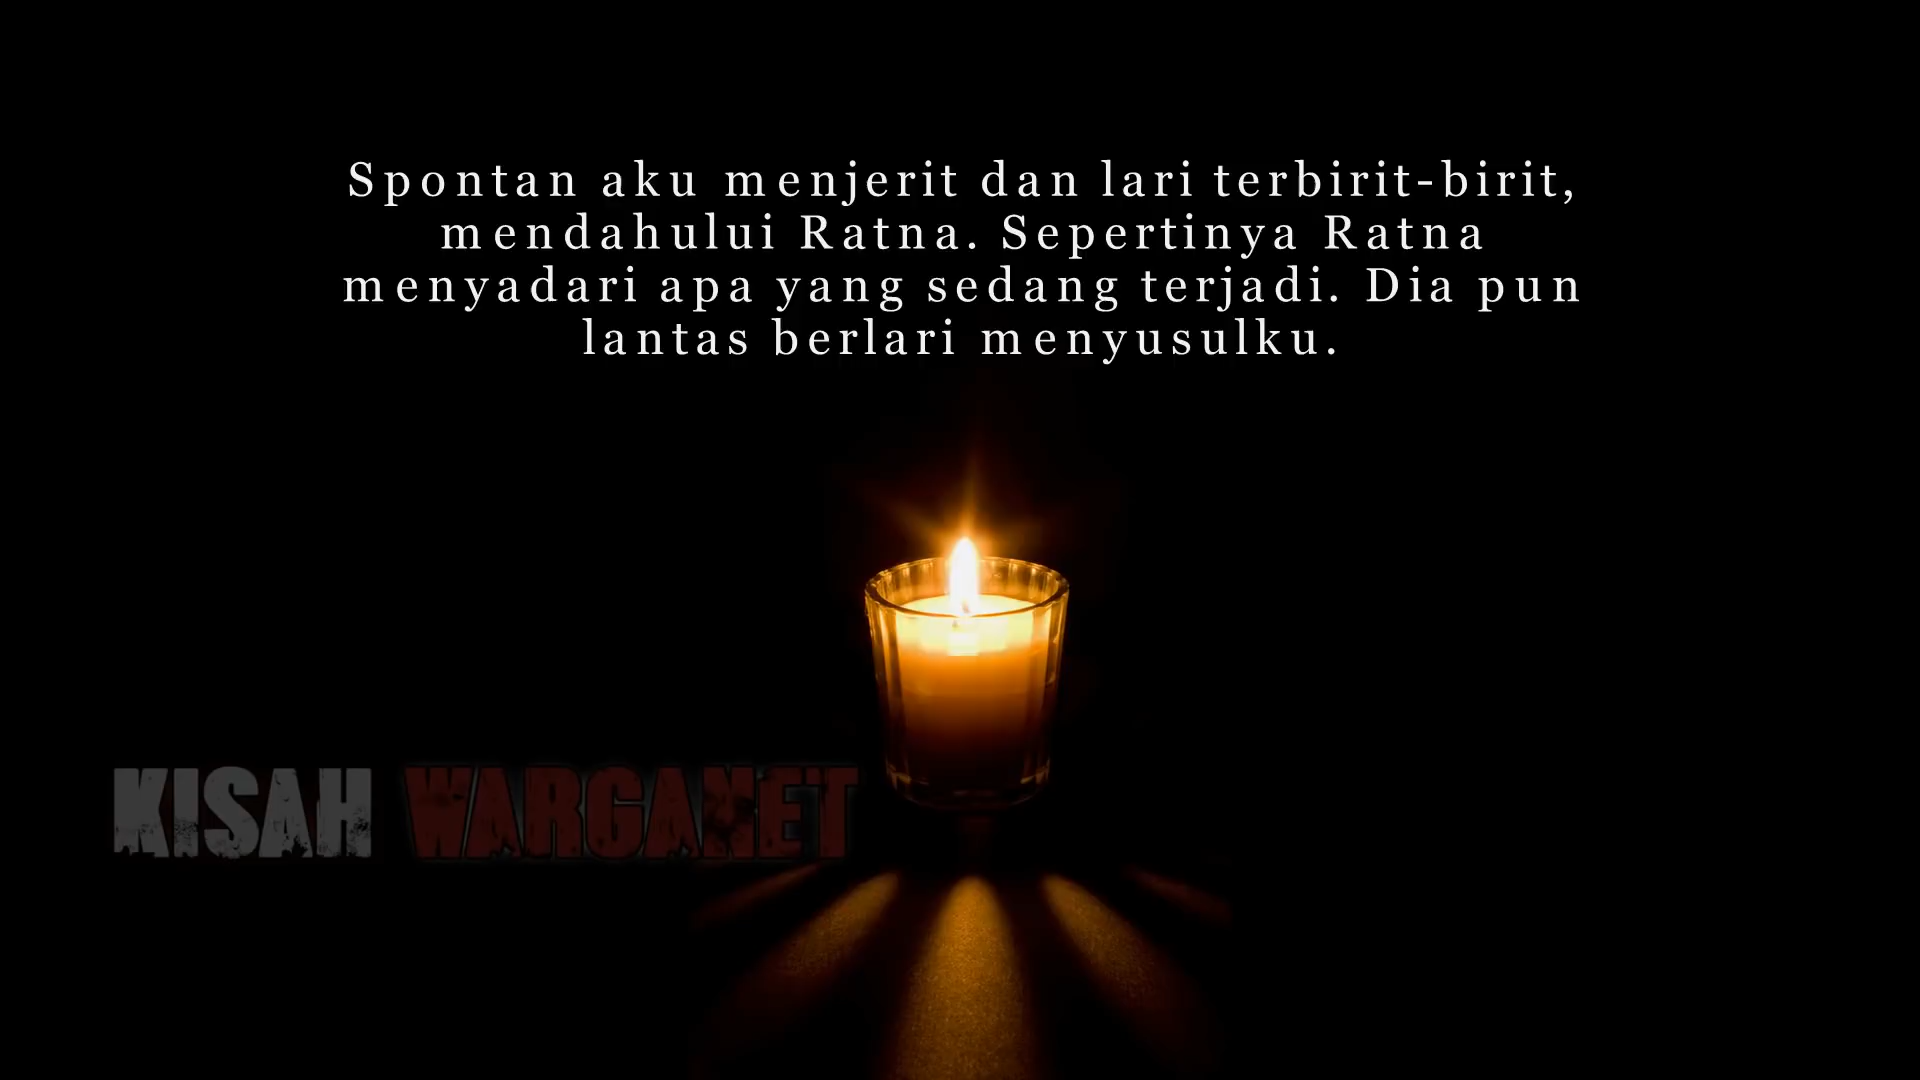 Spontan aku menjerit dan lari terbirit-birit,
mendahului Ratna. Sepertinya Ratna
menyadari apa yang sedang terjadi. Dia pun
lantas berlari menyusulku.
KISAH WARGANET